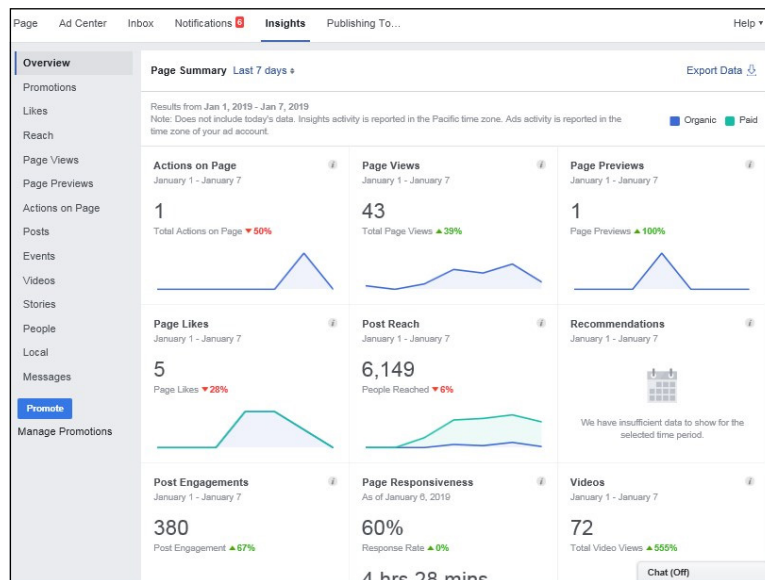 Page Ad Center Inbox Notifications 6 Insights Publishing To... Help
Overview
Promotions
Likes
Reach
Page Views
Page Previews
Actions on Page
Posts
Events
Videos
Stories
People
Local
Messages
Promote
Manage Promotions
Page Summary Last 7 days
Export Data
Results from Jan 1, 2019 - Jan 7, 2019
Note: Does not include today's data. Insights activity is reported in the Pacific time zone. Ads activity is reported in the
time zone of your ad account.
Organic Paid
Actions on Page
January 1 - January 7
1
Total Actions on Page ▼50%
Page Views
January 1 - January 7
43
Total Page Views ▲39%
Page Previews
January 1 - January 7
1
Page Previews ▲100%
Page Likes
January 1 - January 7
5
Page Likes ▼28%
Post Reach
January 1 - January 7
6,149
People Reached ▼6%
Recommendations
January 1 - January 7
We have insufficient data to show for the
selected time period.
Post Engagements
January 1 - January 7
380
Post Engagement ▲67%
Page Responsiveness
As of January 6, 2019
60%
Response Rate ▲0%
4 hrs 28 mins
Videos
January 1 - January 7
72
Total Video Views ▲555%
Chat (Off)